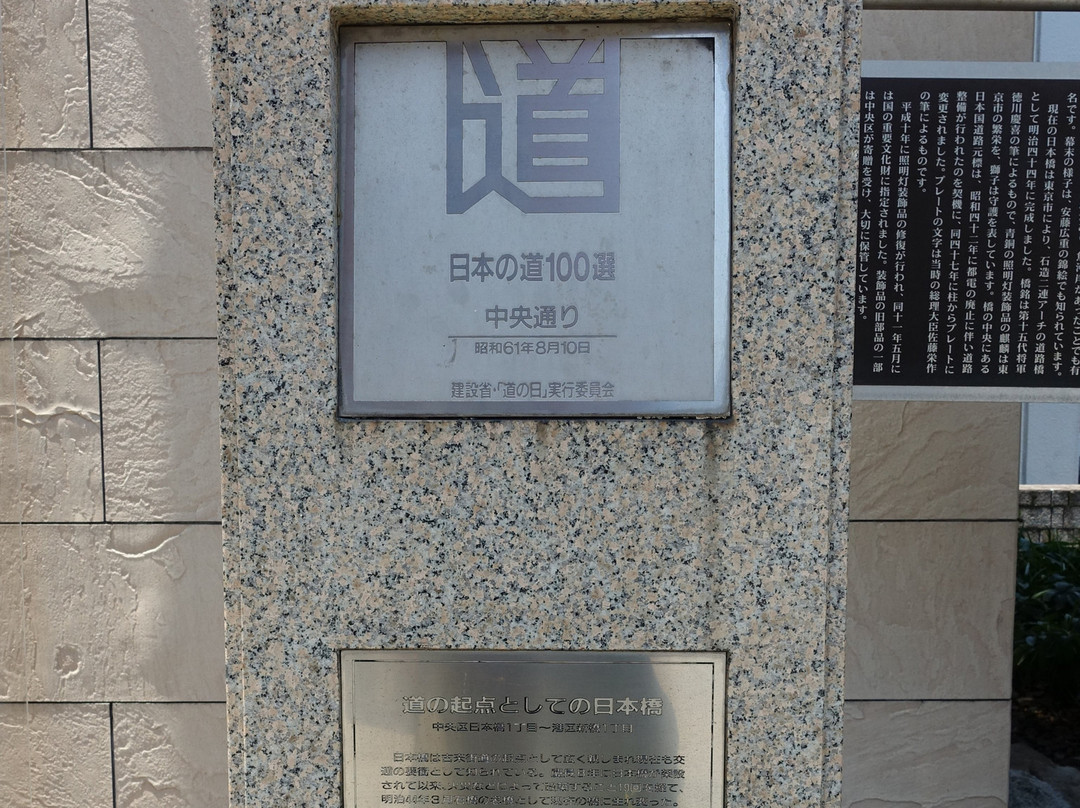 道
日本の道100選
中央通り
昭和61年8月10日
建設省・「道の日」実行委員会
道の起点としての日本橋
中央区日本橋1丁目〜港区新橋1丁目
名です。幕末の様子は、安藤広重の錦絵でも知られています。
現在の日本橋は東京市により、石造二連アーチの道路橋
として明治四十四年に完成しました。橋銘は第十五代将軍
徳川慶喜の筆によるもので、青銅の照明灯装飾品の麒麟は東
京市の繁栄を、獅子は守護を表しています。橋の中央にある
日本国道路元標は、昭和四十二年に都電の廃止に伴い道路
整備が行われたのを契機に、同四十七年に柱からプレートに
変更されました。プレートの文字は当時の総理大臣佐藤栄作
の筆によるものです。
平成十年に照明灯装飾品の修復が行われ、同十一年五月に
は国の重要文化財に指定されました。装飾品の旧部品の一部
は中央区が寄贈を受け、大切に保管しています。